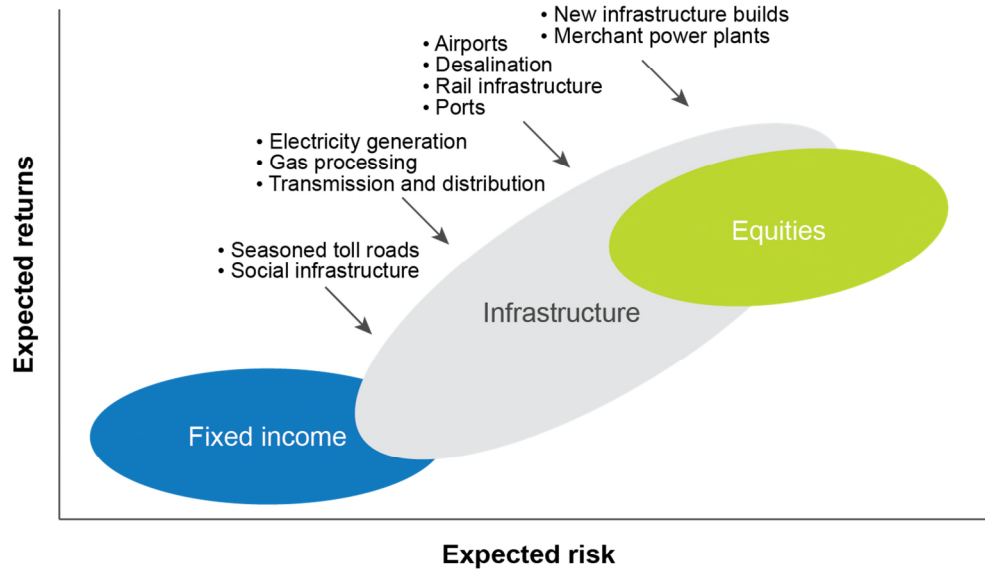 • New infrastructure builds
• Merchant power plants
• Airports
• Desalination
• Rail infrastructure
• Ports
• Electricity generation
• Gas processing
• Transmission and distribution
• Seasoned toll roads
• Social infrastructure
Expected returns
Equities
Infrastructure
Fixed income
Expected risk